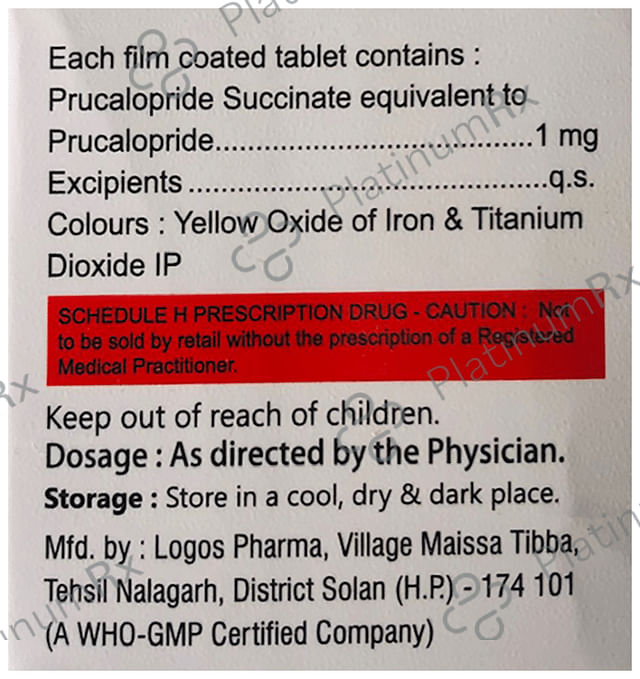 Each film coated tablet contains :
Prucalopride Succinate equivalent to
Prucalopride.....................................1 mg
Excipients ........................................q.s.
Colours : Yellow Oxide of Iron & Titanium
Dioxide IP
SCHEDULE H PRESCRIPTION DRUG - CAUTION : Not
to be sold by retail without the prescription of a Registered
Medical Practitioner.
Keep out of reach of children.
Dosage : As directed by the Physician.
Storage : Store in a cool, dry & dark place.
Mfd. by : Logos Pharma, Village Maissa Tibba,
Tehsil Nalagarh, District Solan (H.P.) - 174 101
(A WHO-GMP Certified Company)
PlatinumRx
PlatinumRx
PlatinumRx